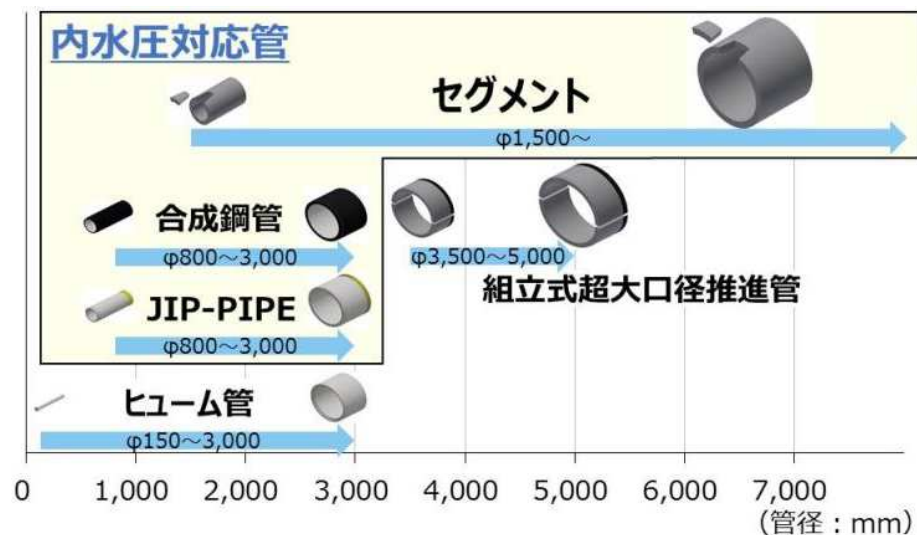 内水圧対応管
セグメント
φ1,500～
合成鋼管
φ800～3,000
φ3,500～5,000
組立式超大口径推進管
JIP-PIPE
φ800～3,000
ヒューム管
φ150～3,000
0 1,000 2,000 3,000 4,000 5,000 6,000 7,000
（管径：mm）